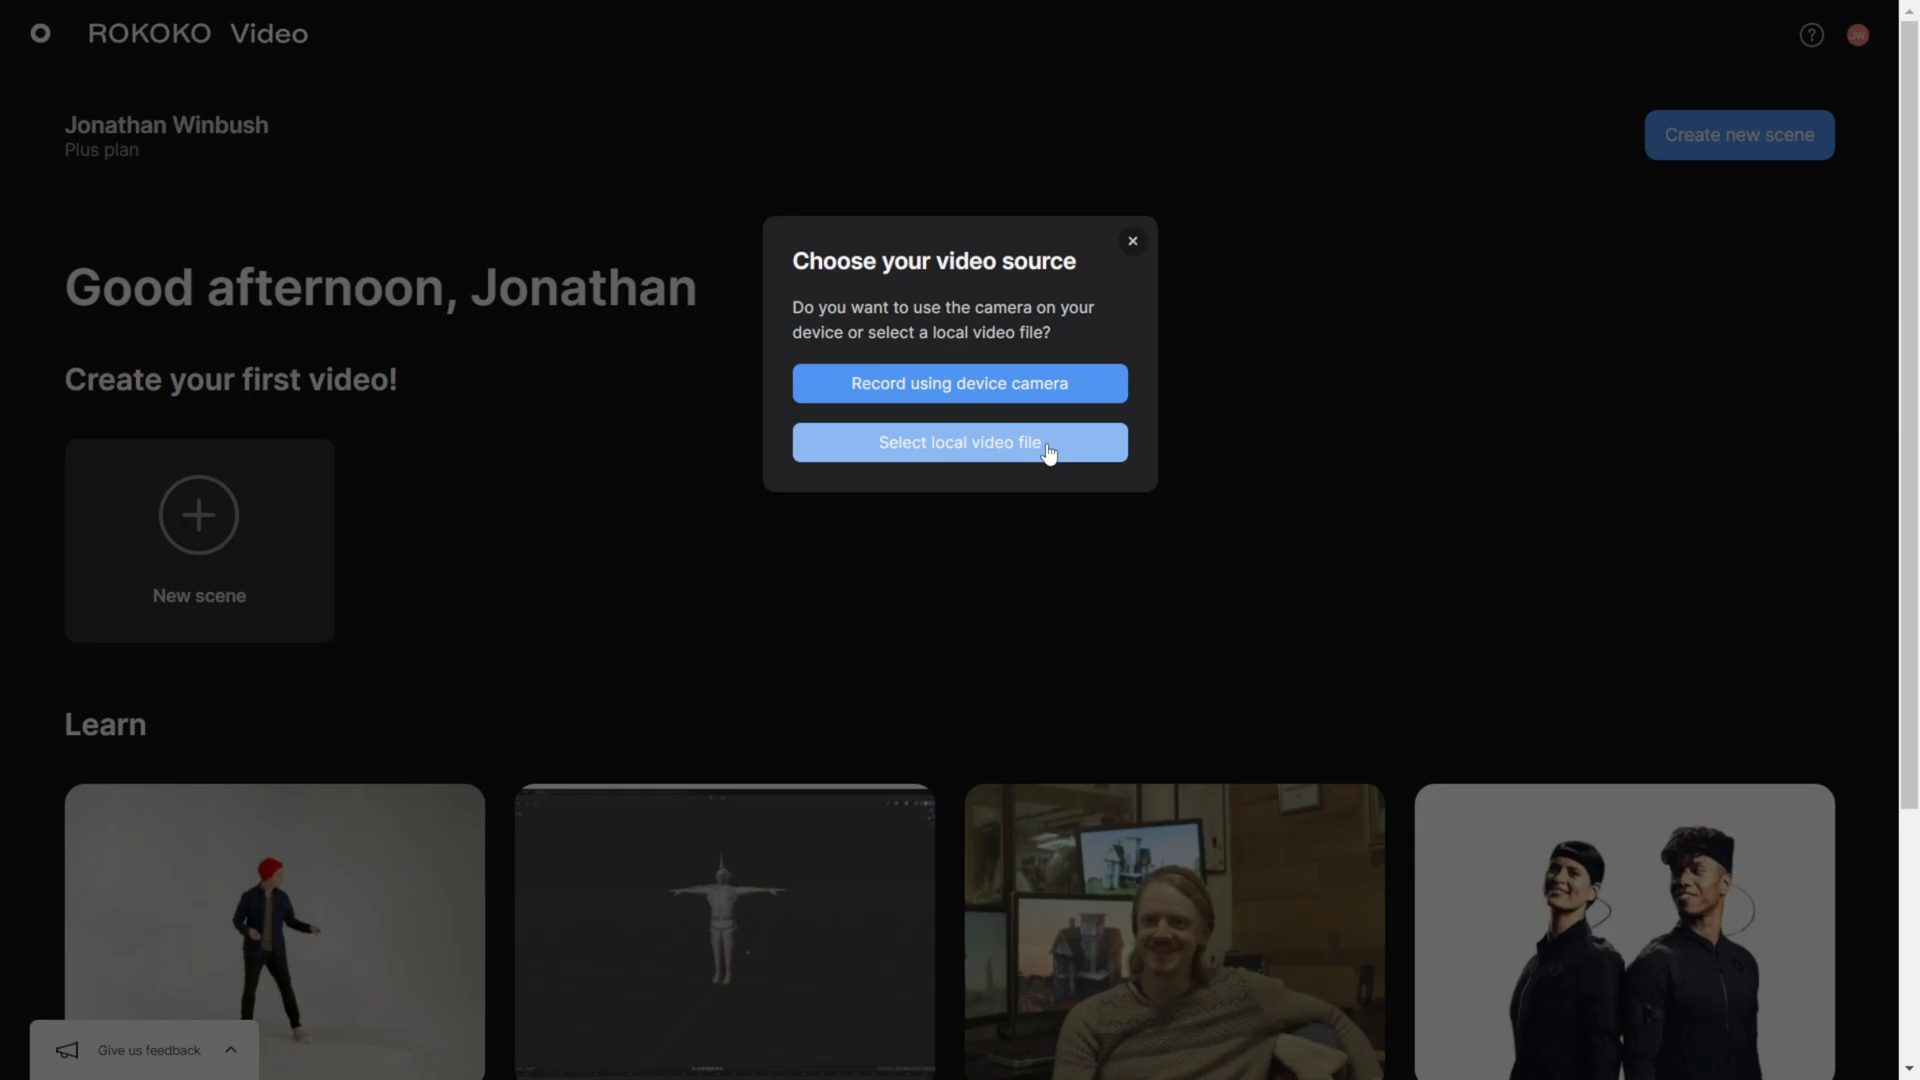 ROKOKO Video
?
JW
Jonathan Winbush
Plus plan
Create new scene
Good afternoon, Jonathan
Create your first video!
New scene
Choose your video source
Do you want to use the camera on your
device or select a local video file?
Record using device camera
Select local video file
Learn
Give us feedback